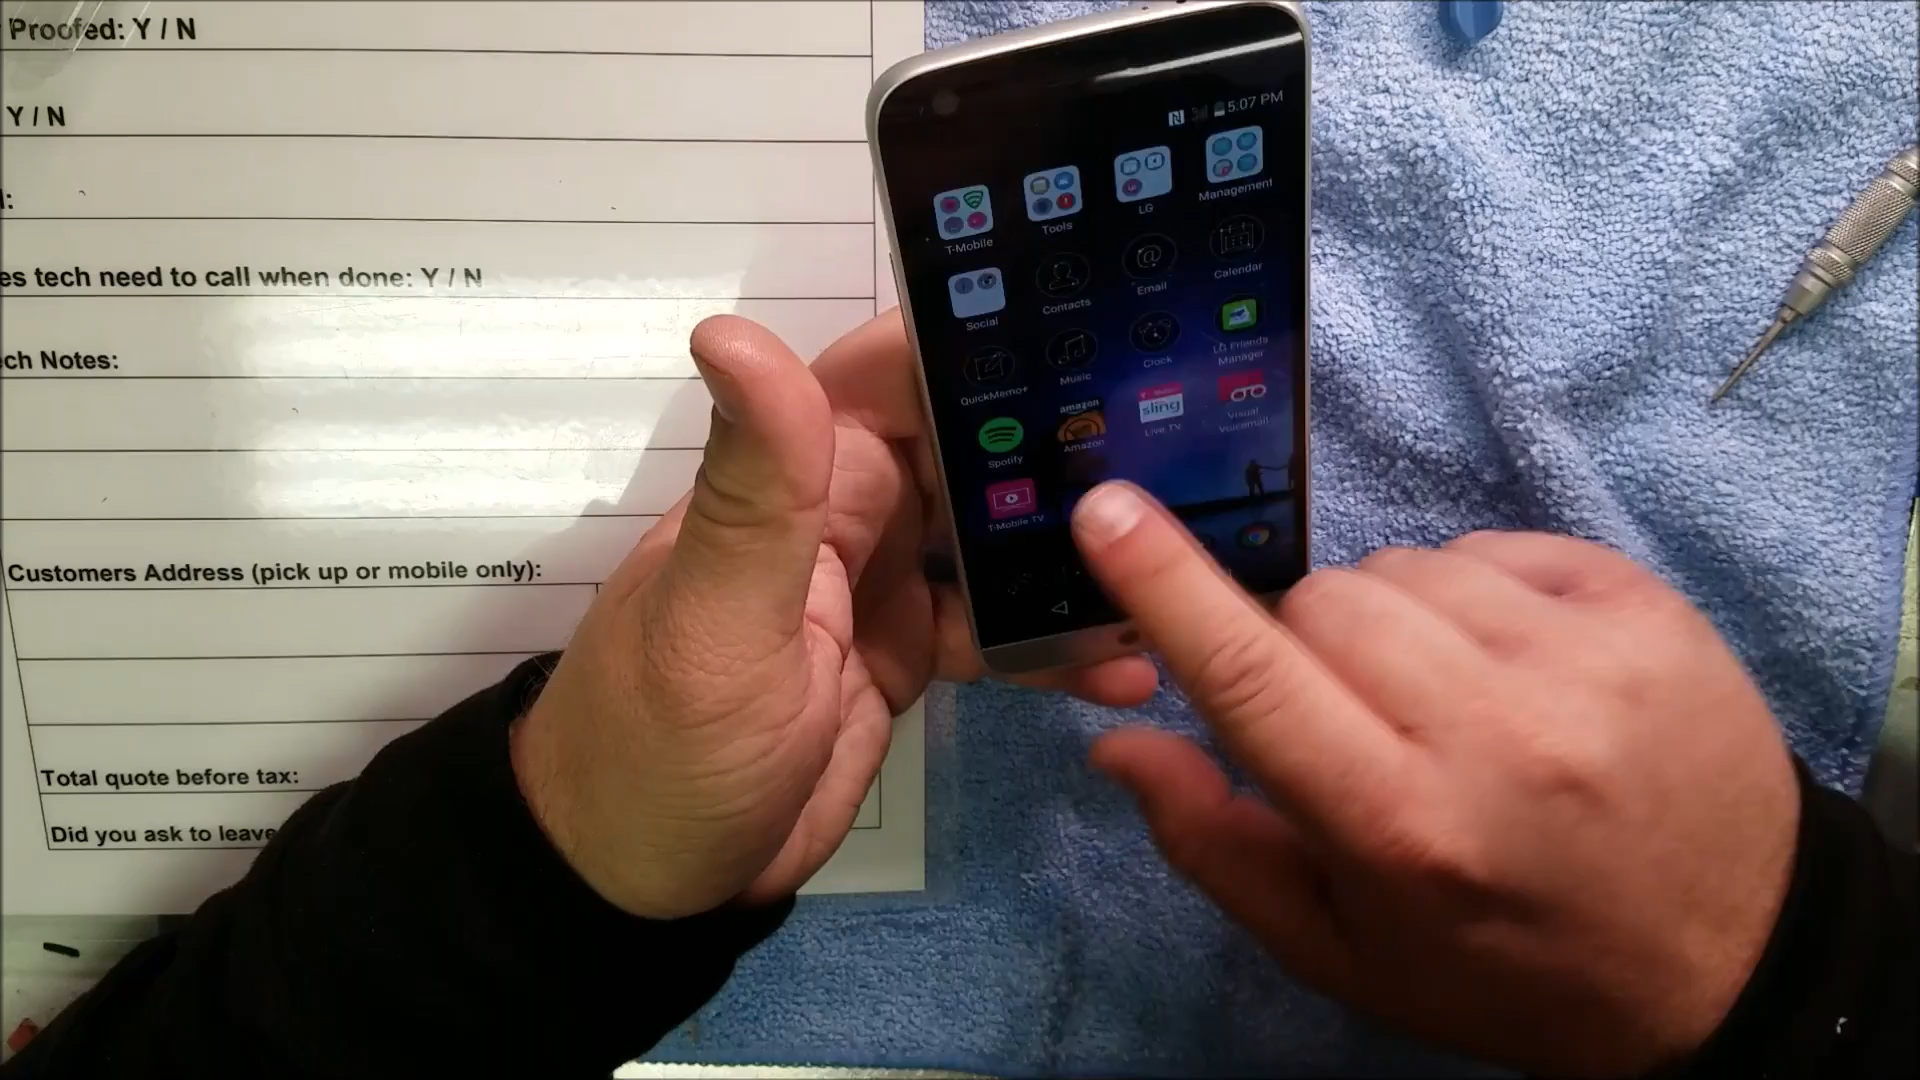 Proofed: Y / N
Y / N
:
es tech need to call when done: Y / N
ch Notes:
Customers Address (pick up or mobile only):
Total quote before tax:
Did you ask to leave
5:07 PM
T-Mobile
Tools
LG
Management
Social
Contacts
Email
Calendar
QuickMemo+
Music
Clock
LG Friends
Manager
Spotify
amazon
Amazon
sling
Live TV
Visual
Voicemail
T-Mobile TV